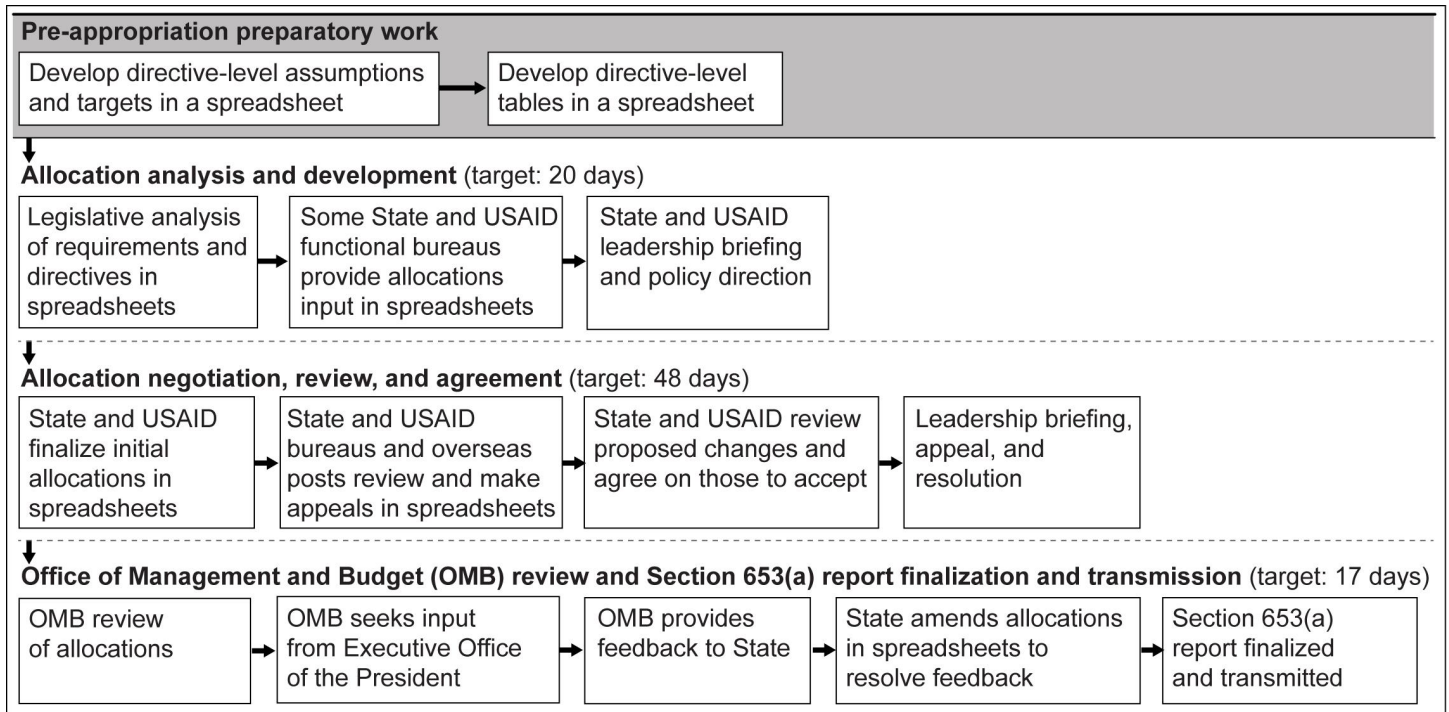 Pre-appropriation preparatory work
Develop directive-level assumptions
and targets in a spreadsheet
Develop directive-level
tables in a spreadsheet
Allocation analysis and development (target: 20 days)
Legislative analysis
of requirements and
directives in
spreadsheets
Some State and USAID
functional bureaus
provide allocations
input in spreadsheets
State and USAID
leadership briefing
and policy direction
Allocation negotiation, review, and agreement (target: 48 days)
State and USAID
finalize initial
allocations in
spreadsheets
State and USAID
bureaus and overseas
posts review and make
appeals in spreadsheets
State and USAID review
proposed changes and
agree on those to accept
Leadership briefing,
appeal, and
resolution
Office of Management and Budget (OMB) review and Section 653(a) report finalization and transmission (target: 17 days)
OMB review
of allocations
OMB seeks input
from Executive Office
of the President
OMB provides
feedback to State
State amends allocations
in spreadsheets to
resolve feedback
Section 653(a)
report finalized
and transmitted